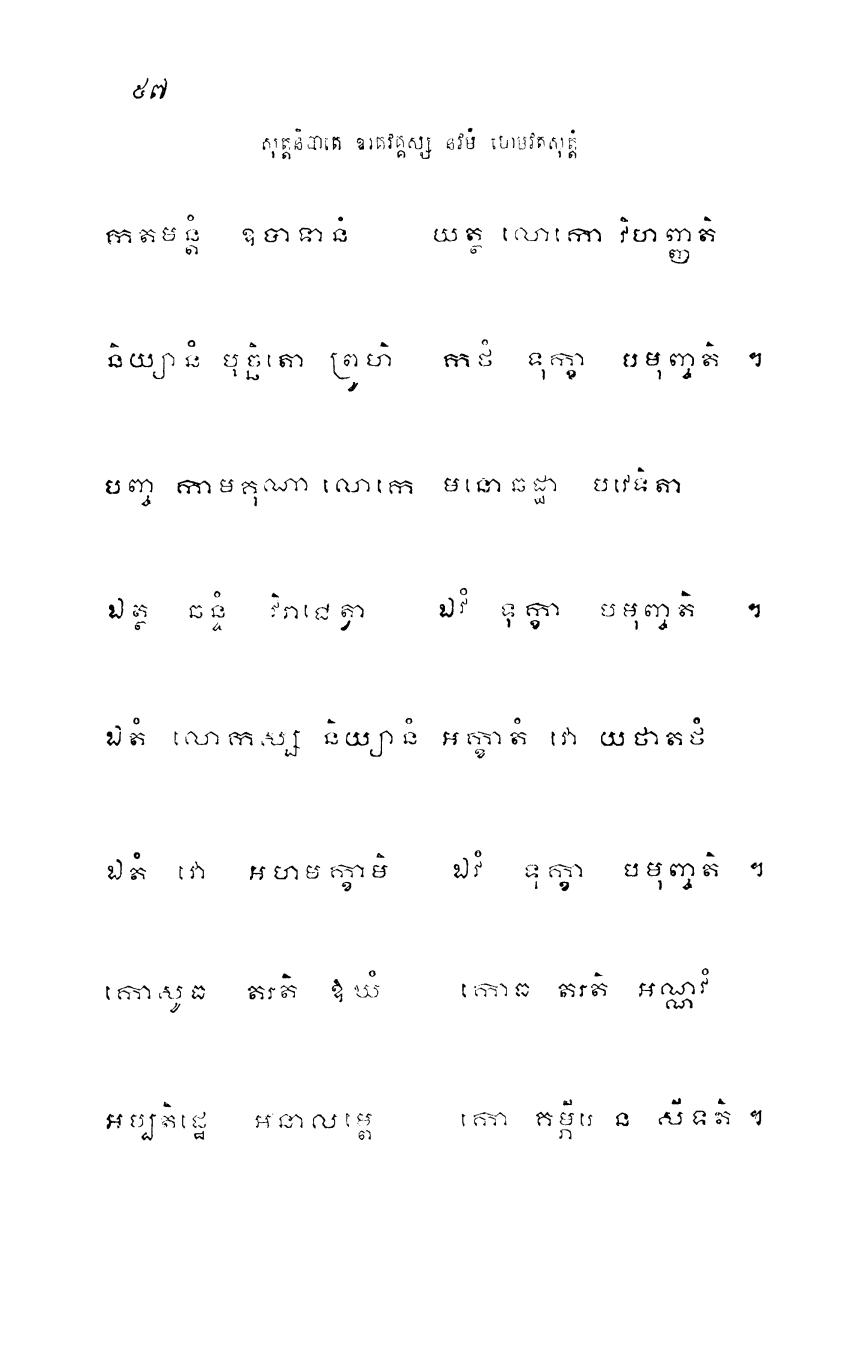 ៥៧
សុត្តនិបាតេ ឧរគវគ្គស្ស នវមំ ហេមវតសុត្តំ
កតមន្តំ ឧបាទានំ យត្ថ លោកោ វិហញ្ញតិ
និយ្យានំ បុច្ឆិតោ ព្រូហិ កថំ ទុក្ខា បមុញ្ចតិ ។
បញ្ច កាមគុណា លោកេ មនោឆដ្ឋា បវេទិតា
ឯត្ថ ឆន្ទំ វិរាជេត្វា ឯវំ ទុក្ខា បមុញ្ចតិ ។
ឯតំ លោកស្ស និយ្យានំ អក្ខាតំ វោ យថាតថំ
ឯតំ វោ អហមក្ខាមិ ឯវំ ទុក្ខា បមុញ្ចតិ ។
កោសូធ តរតិ ឱឃំ កោធ តរតិ អណ្ណវំ
អប្បតិដ្ឋេ អនាលម្ពេ កោ គម្ភីរេ ន សីទតិ ។